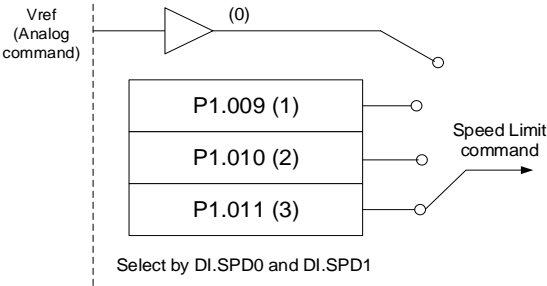 Vref
(Analog
command)
(0)
P1.009 (1)
P1.010 (2)
P1.011 (3)
Speed Limit
command
Select by DI.SPD0 and DI.SPD1